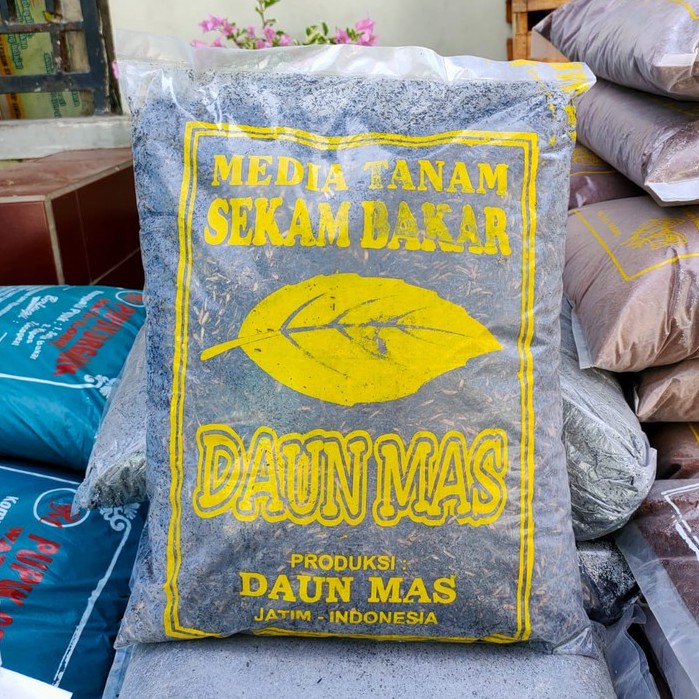 MEDIA TANAM
SEKAM BAKAR
DAUN MAS
PRODUKSI :
DAUN MAS
JATIM - INDONESIA